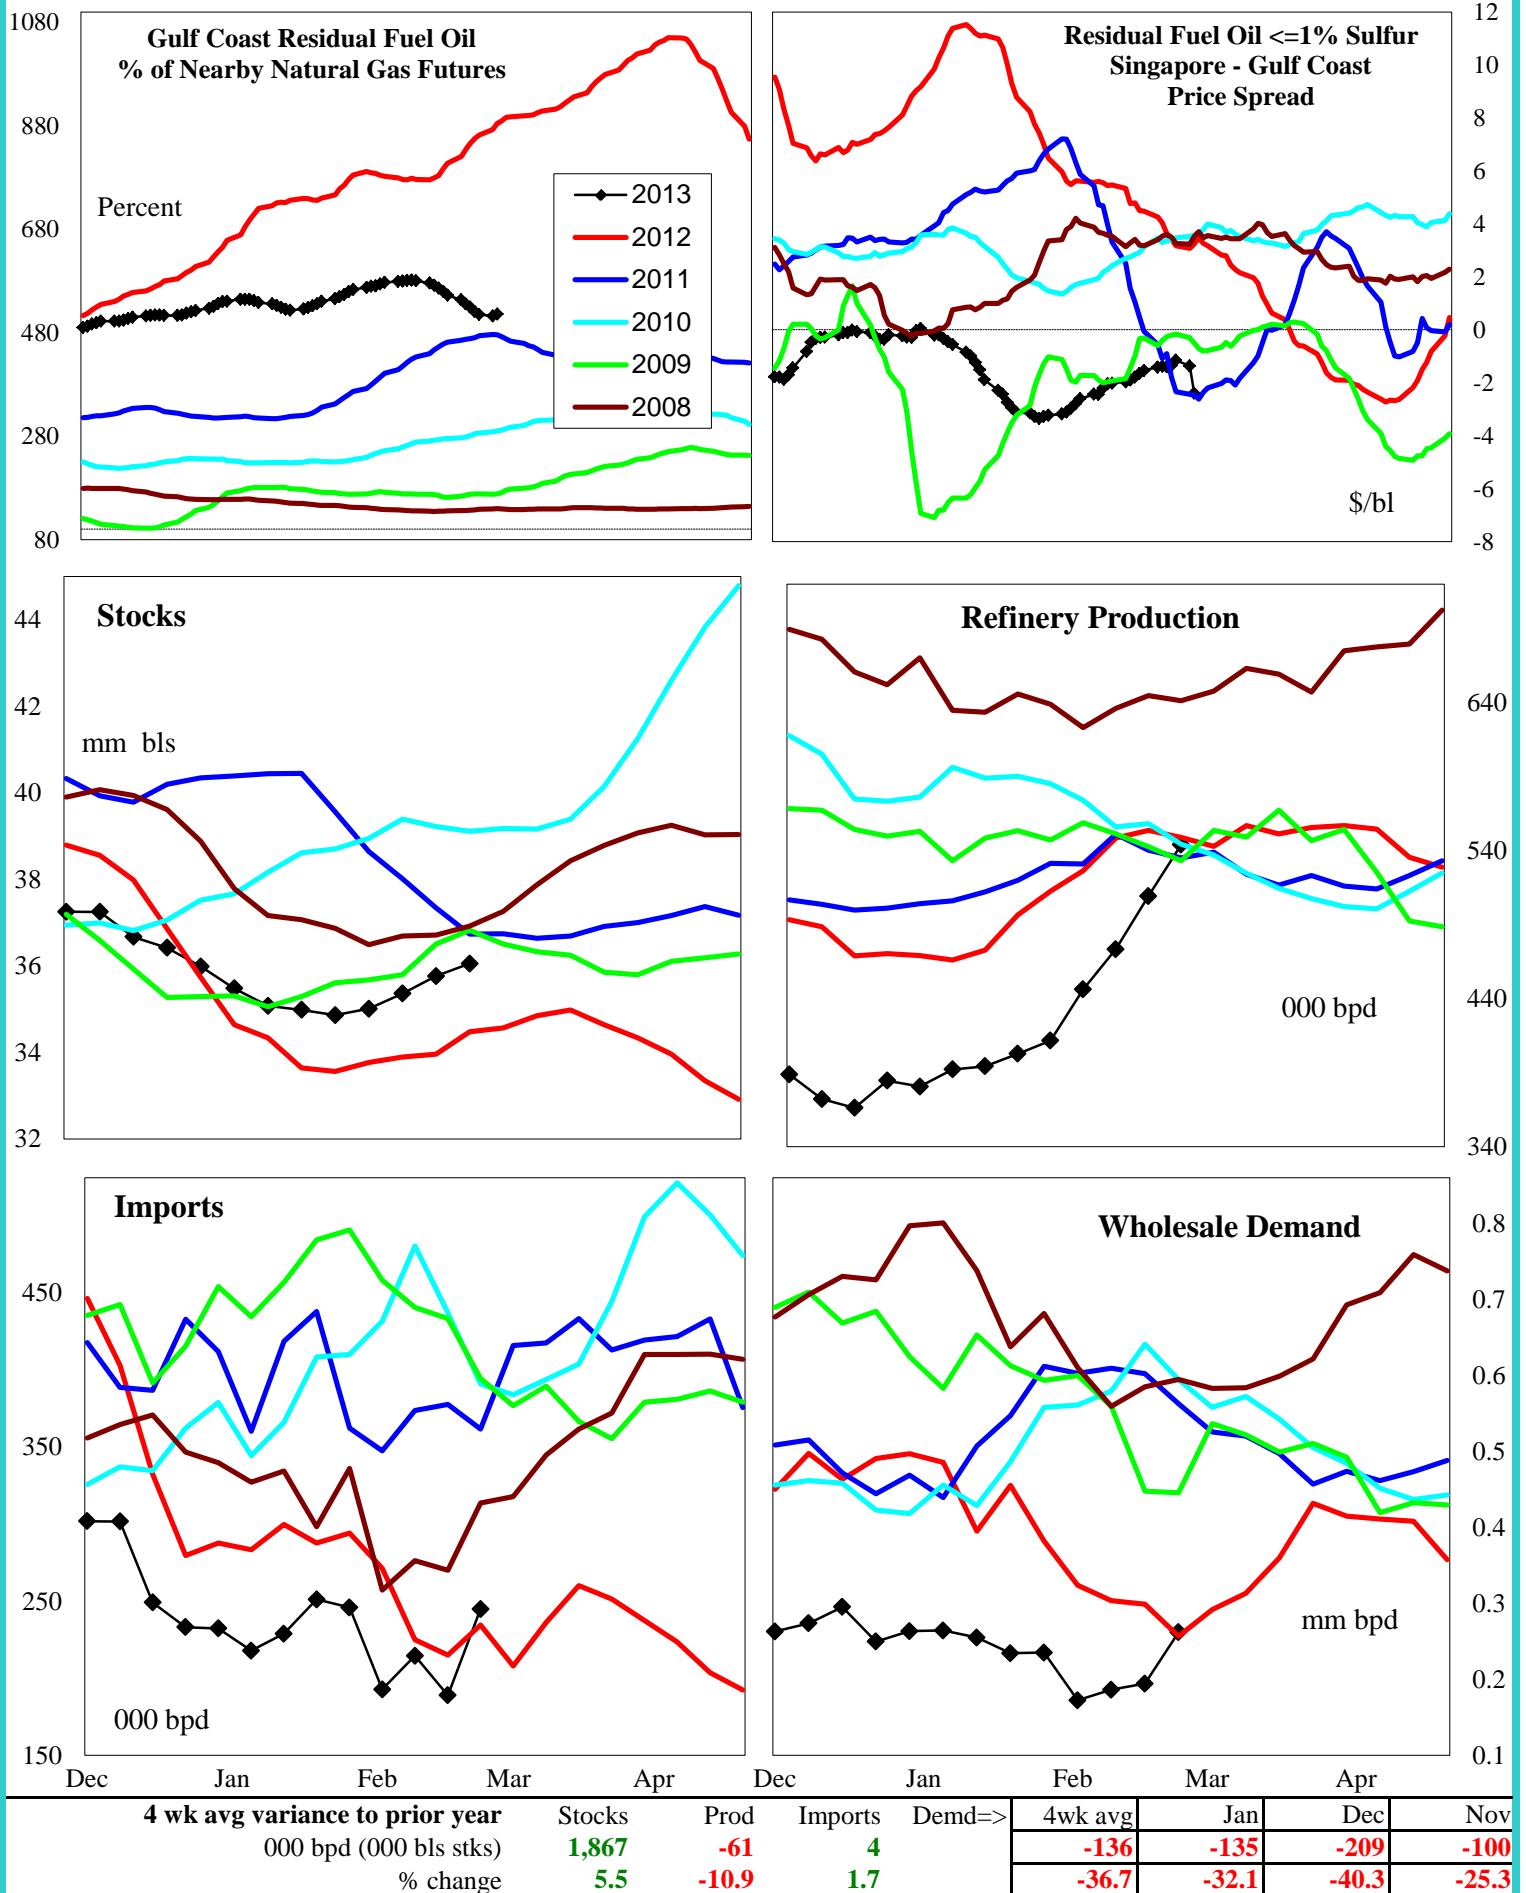 Gulf Coast Residual Fuel Oil
% of Nearby Natural Gas Futures
Percent
1080
880
680
480
280
80
2013
2012
2011
2010
2009
2008
Residual Fuel Oil <=1% Sulfur
Singapore - Gulf Coast
Price Spread
$/bl
12
10
8
6
4
2
0
-2
-4
-6
-8
Stocks
mm bls
44
42
40
38
36
34
32
Refinery Production
000 bpd
640
540
440
340
Imports
000 bpd
450
350
250
150
Dec Jan Feb Mar Apr
Wholesale Demand
mm bpd
0.8
0.7
0.6
0.5
0.4
0.3
0.2
0.1
Dec Jan Feb Mar Apr
4 wk avg variance to prior year Stocks Prod Imports Demd=> 4wk avg Jan Dec Nov
000 bpd (000 bls stks) 1,867 -61 4 -136 -135 -209 -100
% change 5.5 -10.9 1.7 -36.7 -32.1 -40.3 -25.3